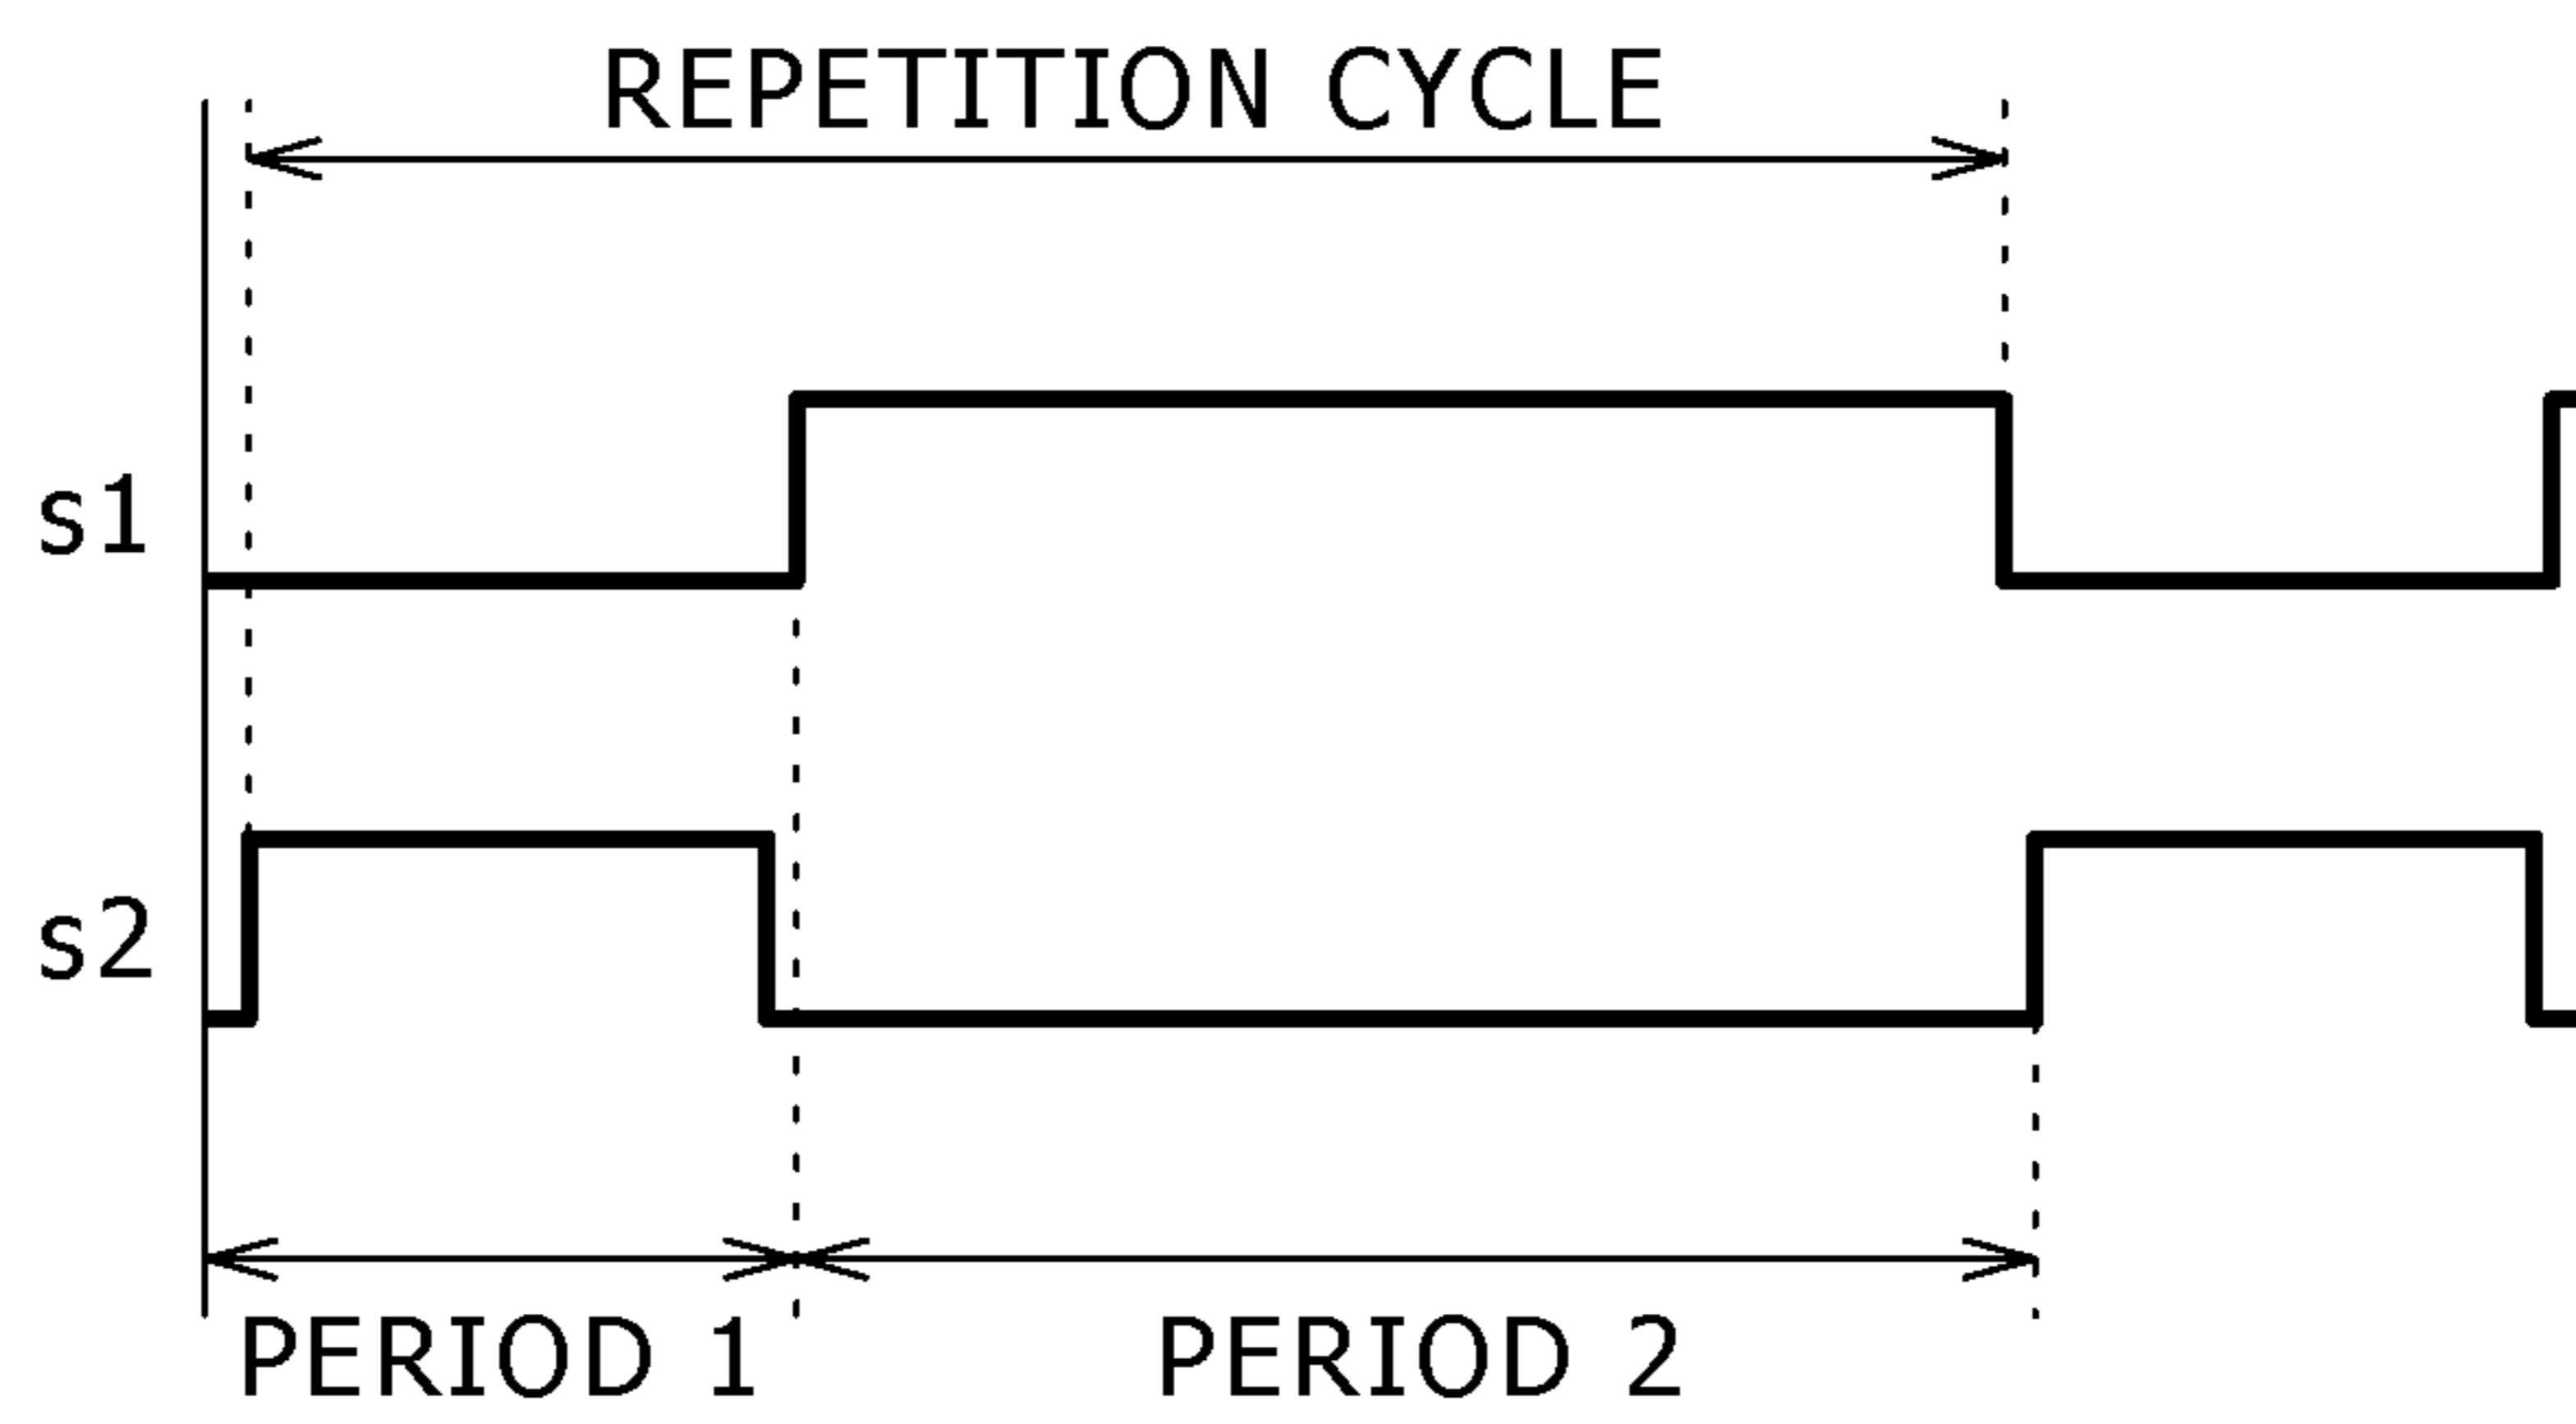 REPETITION CYCLE
s1
s2
PERIOD 1
PERIOD 2